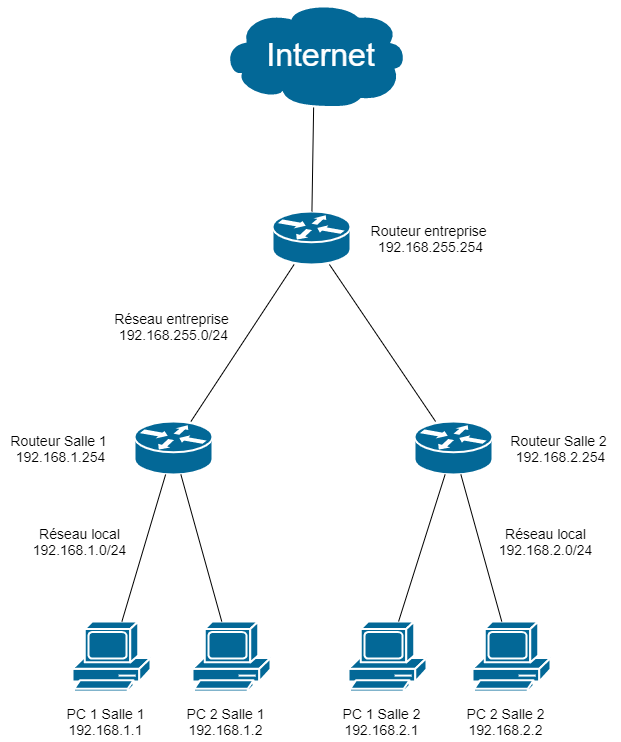 Internet
Routeur entreprise
192.168.255.254
Réseau entreprise
192.168.255.0/24
Routeur Salle 1
192.168.1.254
Routeur Salle 2
192.168.2.254
Réseau local
192.168.1.0/24
Réseau local
192.168.2.0/24
PC 1 Salle 1
192.168.1.1
PC 2 Salle 1
192.168.1.2
PC 1 Salle 2
192.168.2.1
PC 2 Salle 2
192.168.2.2